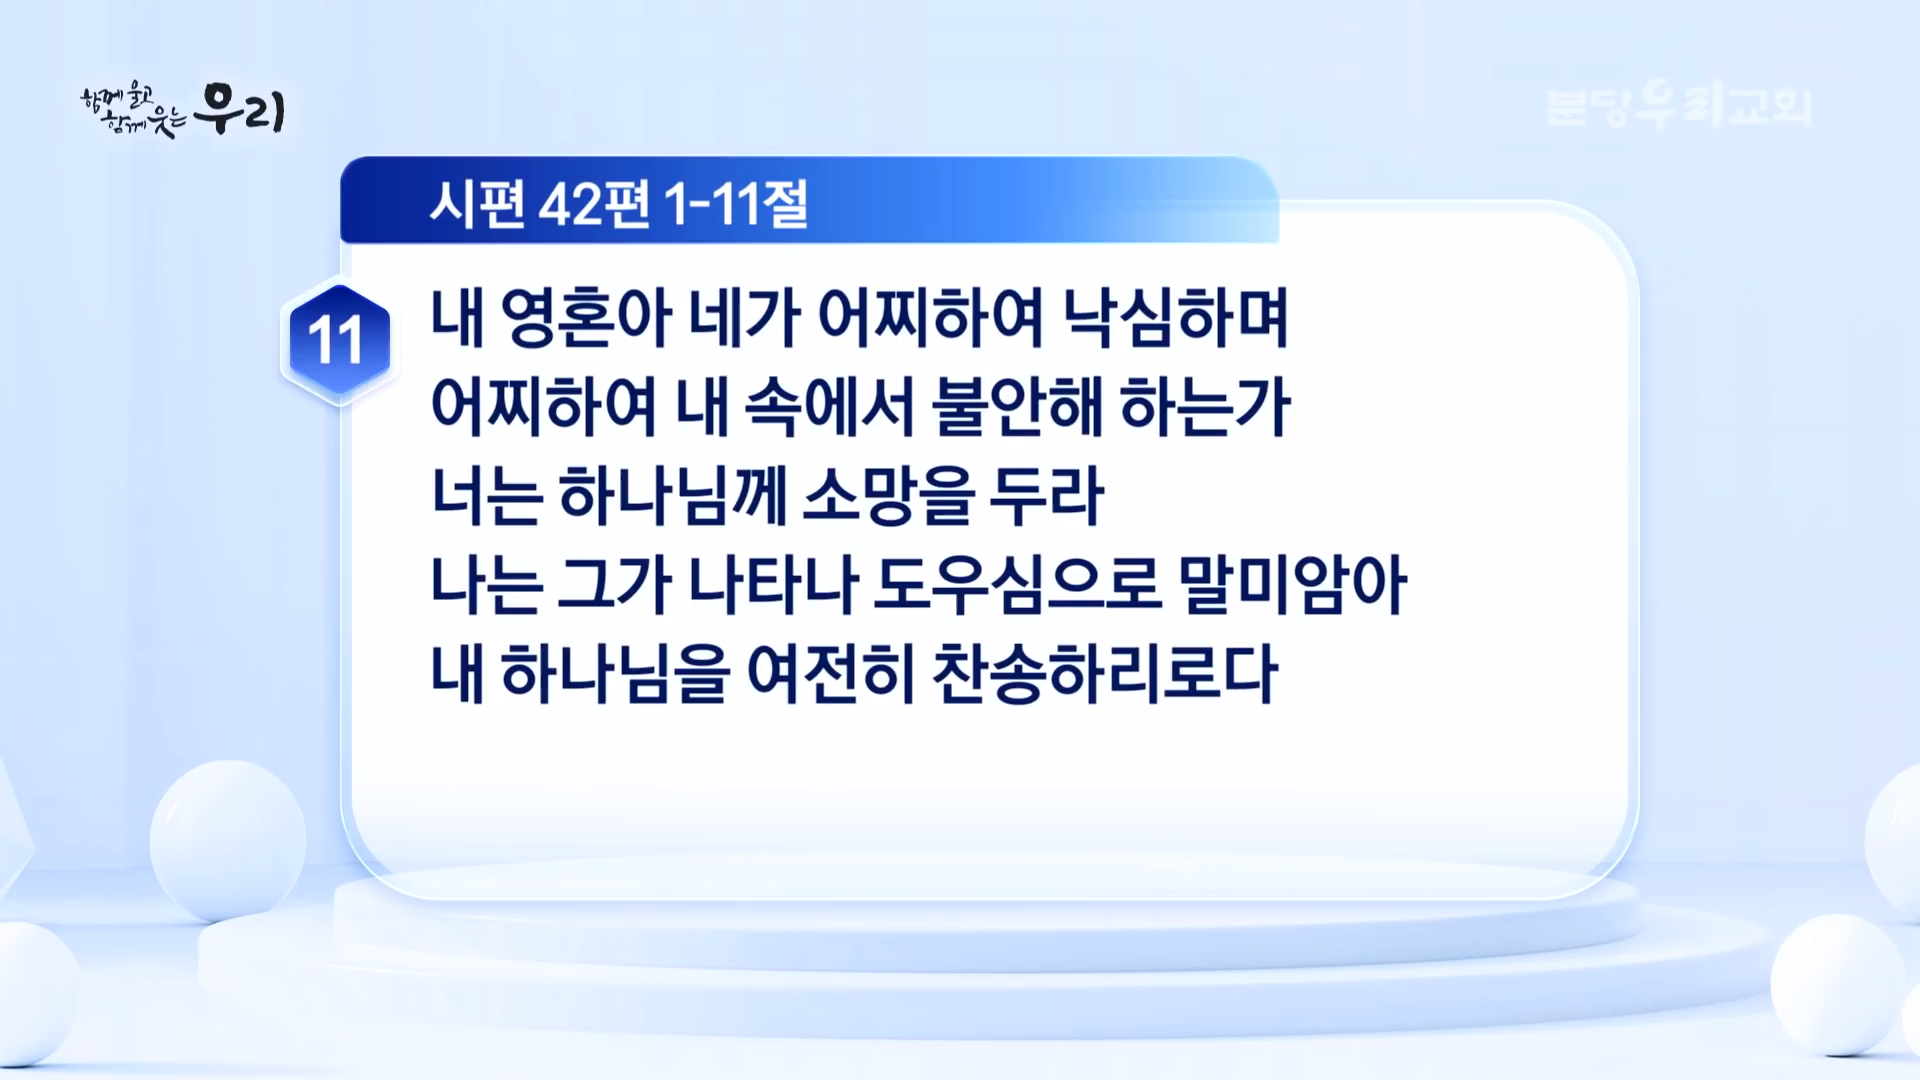 함께 울고
함께 웃는 우리
분당우리교회
시편 42편 1-11절
11
내 영혼아 네가 어찌하여 낙심하며
어찌하여 내 속에서 불안해 하는가
너는 하나님께 소망을 두라
나는 그가 나타나 도우심으로 말미암아
내 하나님을 여전히 찬송하리로다